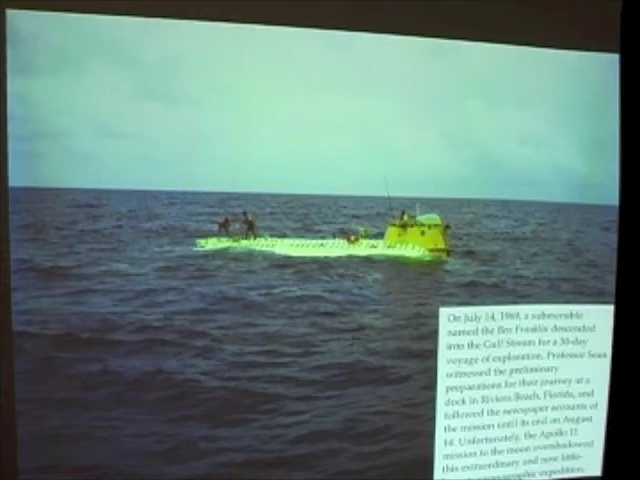 On July 14, 1969, a submersible
named the Ben Franklin descended
into the Gulf Stream for a 30-day
voyage of exploration. Professor Sean
witnessed the preliminary
preparations for their journey at a
dock in Riviera Beach, Florida, and
followed the newspaper accounts of
the mission until its end on August
14. Unfortunately, the Apollo 11
mission to the moon overshadowed
this extraordinary and now little-
expedition.